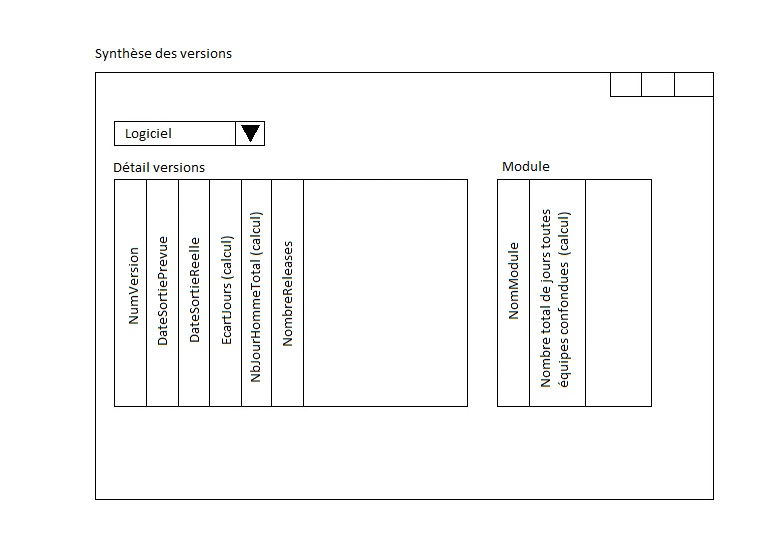 Synthèse des versions
Logiciel
Détail versions
Module
NumVersion
DateSortiePrevue
DateSortieReelle
EcartJours (calcul)
NbJourHommeTotal (calcul)
NombreReleases
NomModule
Nombre total de jours toutes
équipes confondues (calcul)